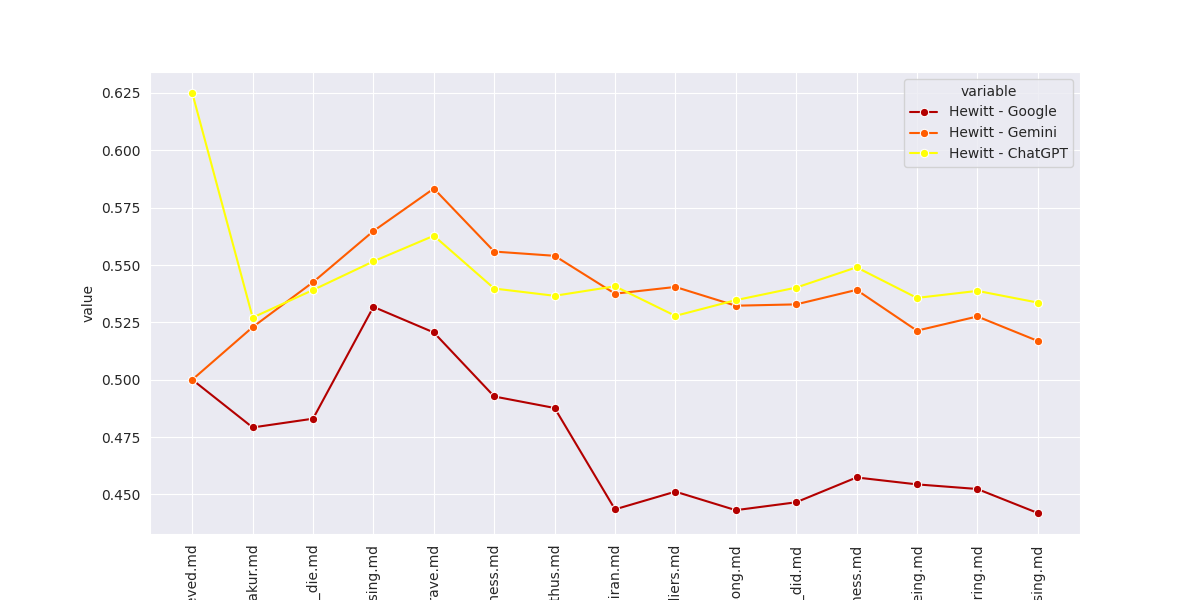 0.625
0.600
0.575
0.550
0.525
0.500
0.475
0.450
value
variable
Hewitt - Google
Hewitt - Gemini
Hewitt - ChatGPT
eved.md
akur.md
_die.md
sing.md
rave.md
ness.md
thus.md
iran.md
liers.md
ong.md
_did.md
ness.md
eing.md
ring.md
sing.md